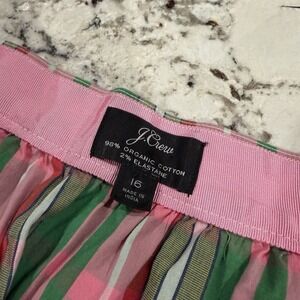 J.Crew
98% ORGANIC COTTON
2% ELASTANE
16
MADE IN
INDIA